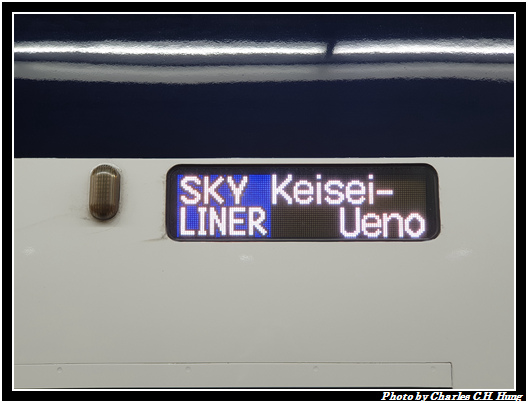 SKY Keisei-
LINER Ueno
Photo by Charles C.H. Hung